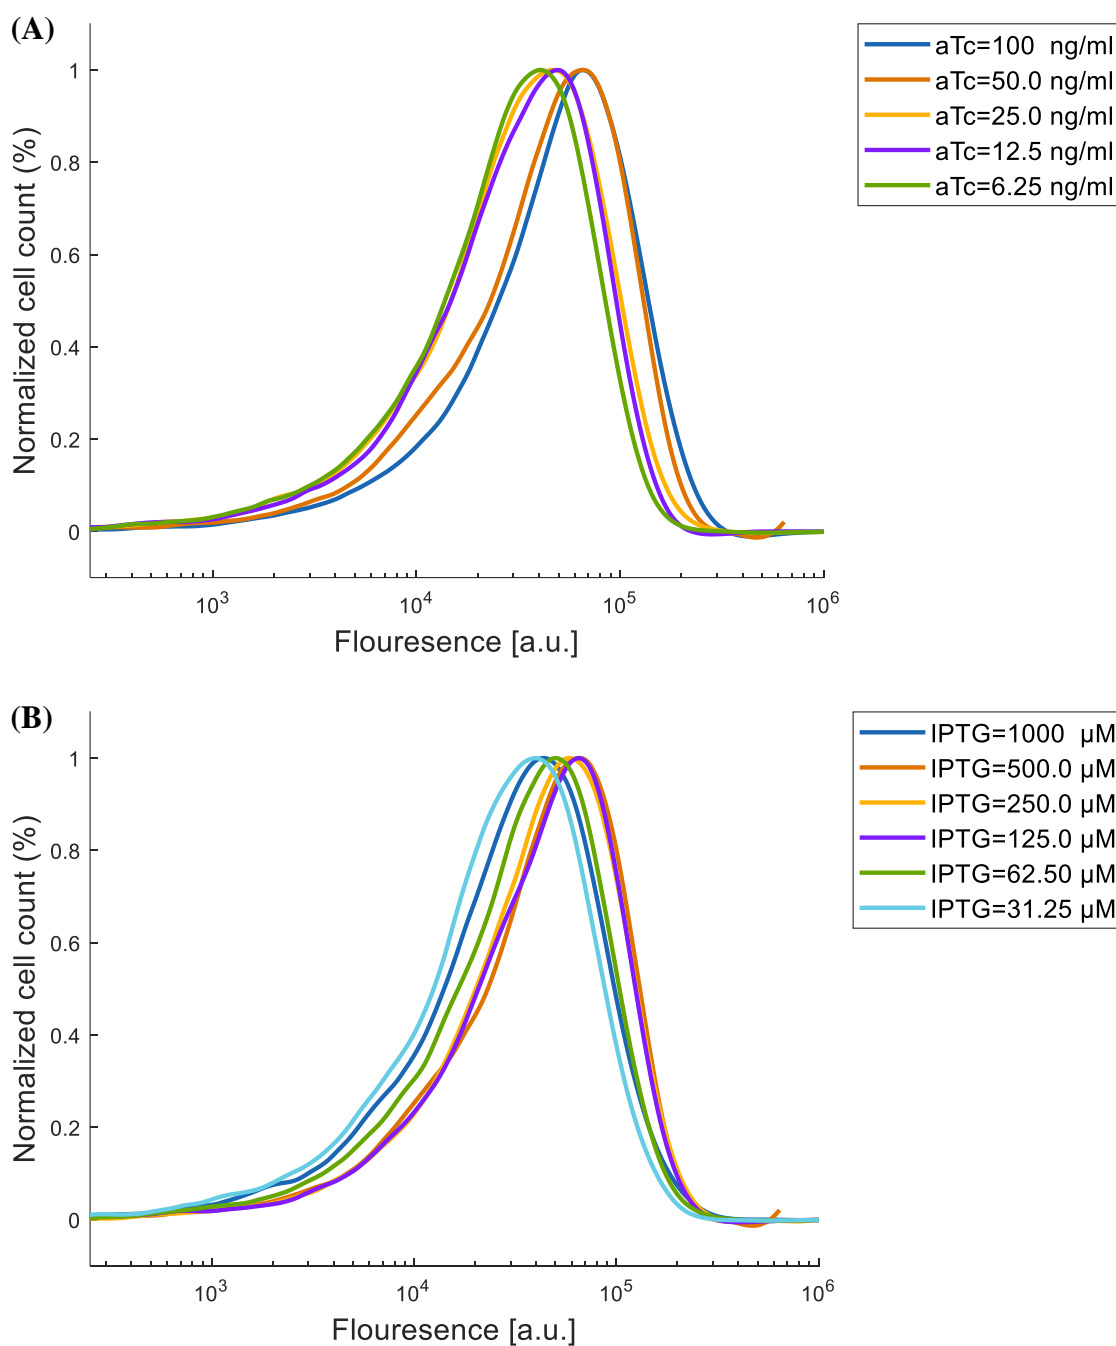 (A)
aTc=100 ng/ml
aTc=50.0 ng/ml
aTc=25.0 ng/ml
aTc=12.5 ng/ml
aTc=6.25 ng/ml
Normalized cell count (%)
1
0.8
0.6
0.4
0.2
0
10^3
10^4
10^5
10^6
Flouresence [a.u.]
(B)
IPTG=1000 µM
IPTG=500.0 µM
IPTG=250.0 µM
IPTG=125.0 µM
IPTG=62.50 µM
IPTG=31.25 µM
Normalized cell count (%)
1
0.8
0.6
0.4
0.2
0
10^3
10^4
10^5
10^6
Flouresence [a.u.]